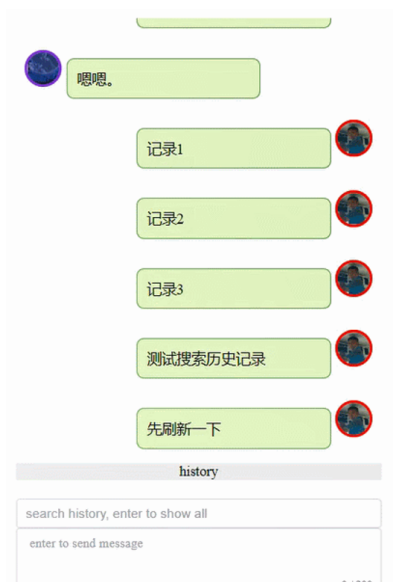 嗯嗯。
记录1
记录2
记录3
测试搜索历史记录
先刷新一下
history
search history, enter to show all
enter to send message